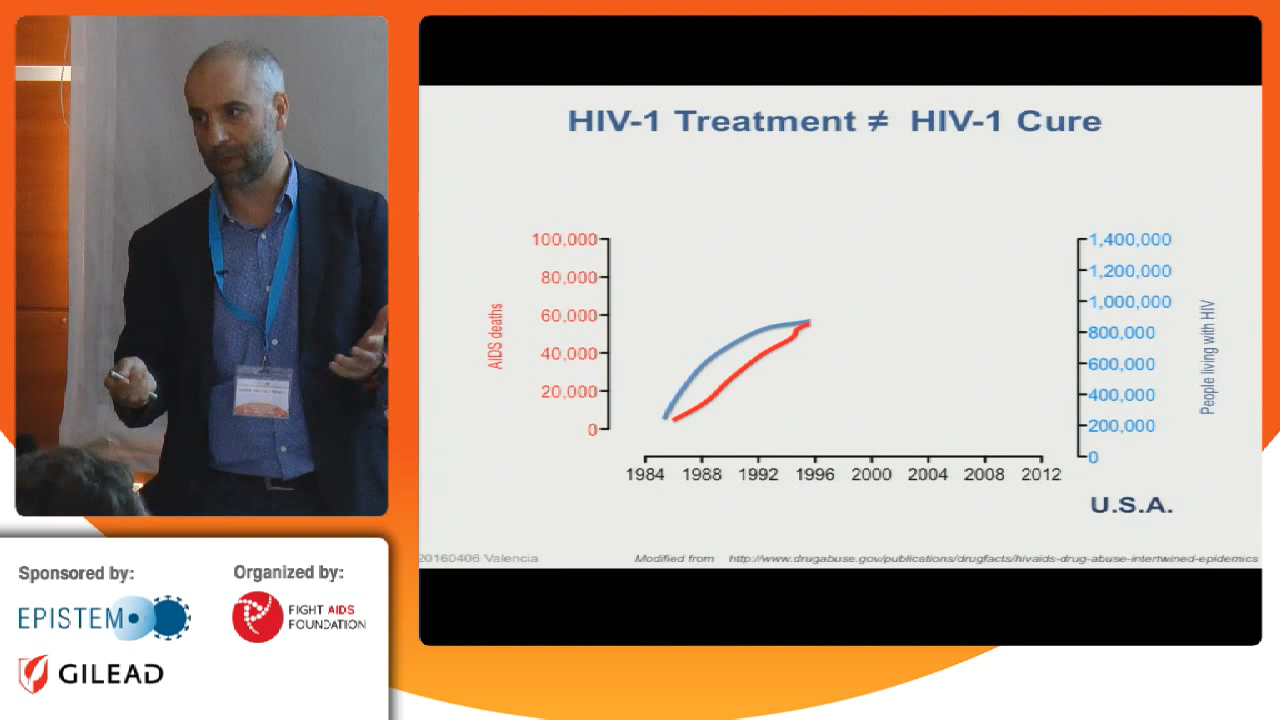 HIV-1 Treatment ≠ HIV-1 Cure
AIDS deaths
100,000
80,000
60,000
40,000
20,000
0
1,400,000
1,200,000
1,000,000
800,000
600,000
400,000
200,000
0
People living with HIV
1984 1988 1992 1996 2000 2004 2008 2012
U.S.A.
20160406 Valencia
Modified from http://www.drugabuse.gov/publications/drugfacts/hivaids-drug-abuse-intertwined-epidemics
Sponsored by:
EPISTEM
GILEAD
Organized by:
FIGHT AIDS
FOUNDATION